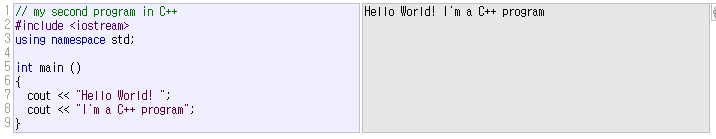 1 // my second program in C++
2 #include <iostream>
3 using namespace std;
4
5 int main ()
6 {
7   cout << "Hello World! ";
8   cout << "I'm a C++ program";
9 }
Hello World! I'm a C++ program